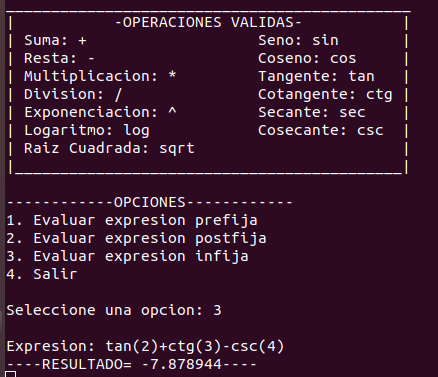 -OPERACIONES VALIDAS-
Suma: + Seno: sin
Resta: - Coseno: cos
Multiplicacion: * Tangente: tan
Division: / Cotangente: ctg
Exponenciacion: ^ Secante: sec
Logaritmo: log Cosecante: csc
Raiz Cuadrada: sqrt
------------OPCIONES------------
1. Evaluar expresion prefija
2. Evaluar expresion postfija
3. Evaluar expresion infija
4. Salir
Seleccione una opcion: 3
Expresion: tan(2)+ctg(3)-csc(4)
----RESULTADO= -7.878944----